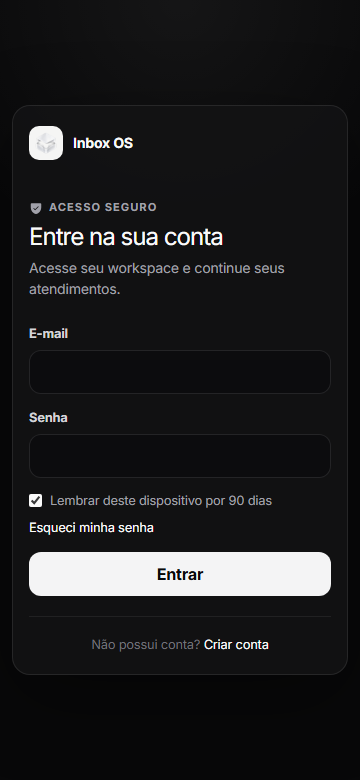 Inbox OS
ACESSO SEGURO
Entre na sua conta
Acesse seu workspace e continue seus
atendimentos.
E-mail
Senha
Lembrar deste dispositivo por 90 dias
Esqueci minha senha
Entrar
Não possui conta? Criar conta